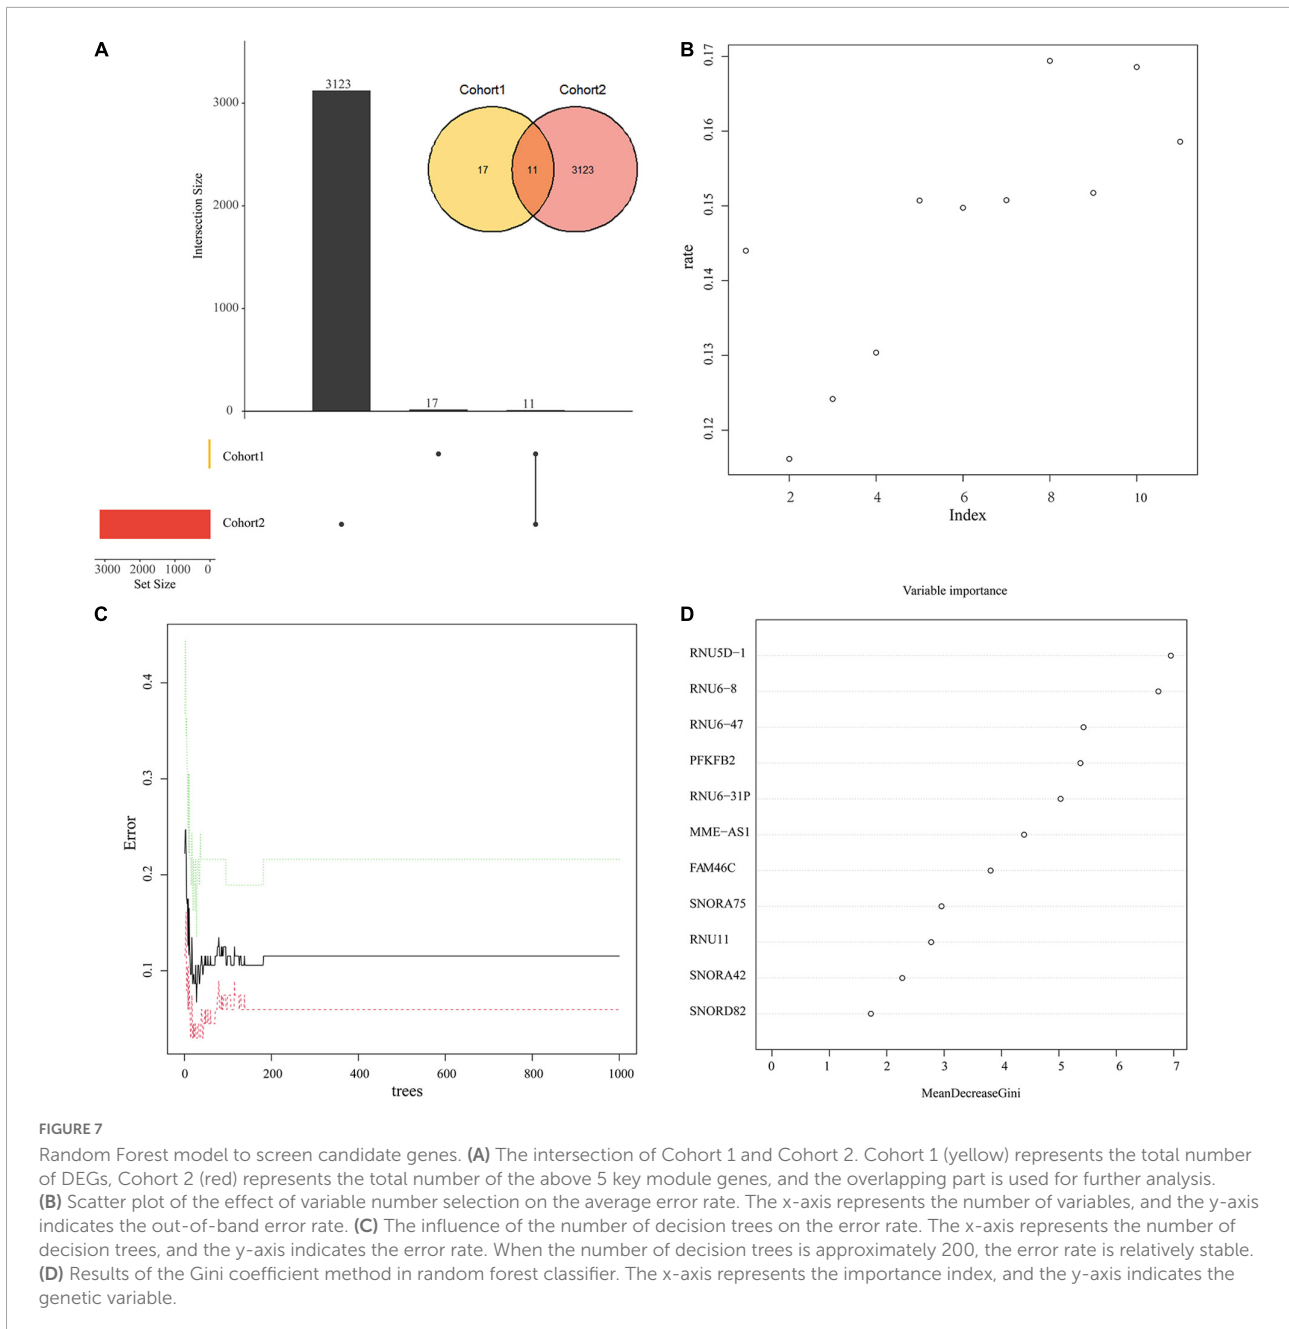 A
3123
3000
2000
1000
0
Intersection Size
17
11
Cohort1
Cohort2
17
11
3123
Cohort1
Cohort2
3000 2000 1000 0
Set Size
B
0.17
0.16
0.15
0.14
0.13
0.12
rate
2 4 6 8 10
Index
C
0.4
0.3
0.2
0.1
Error
0 200 400 600 800 1000
trees
Variable importance
D
RNU5D−1
RNU6−8
RNU6−47
PFKFB2
RNU6−31P
MME−AS1
FAM46C
SNORA75
RNU11
SNORA42
SNORD82
0 1 2 3 4 5 6 7
MeanDecreaseGini
FIGURE 7
Random Forest model to screen candidate genes. (A) The intersection of Cohort 1 and Cohort 2. Cohort 1 (yellow) represents the total number
of DEGs, Cohort 2 (red) represents the total number of the above 5 key module genes, and the overlapping part is used for further analysis.
(B) Scatter plot of the effect of variable number selection on the average error rate. The x-axis represents the number of variables, and the y-axis
indicates the out-of-band error rate. (C) The influence of the number of decision trees on the error rate. The x-axis represents the number of
decision trees, and the y-axis indicates the error rate. When the number of decision trees is approximately 200, the error rate is relatively stable.
(D) Results of the Gini coefficient method in random forest classifier. The x-axis represents the importance index, and the y-axis indicates the
genetic variable.